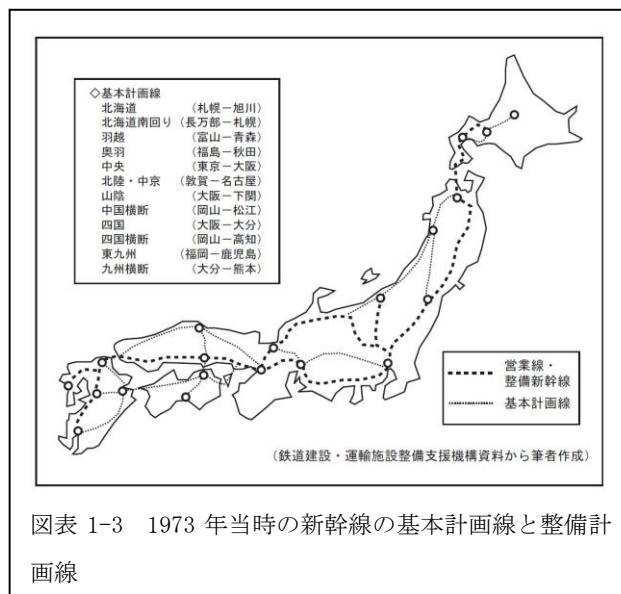 ◇基本計画線
北海道 (札幌－旭川)
北海道南回り (長万部－札幌)
羽越 (富山－青森)
奥羽 (福島－秋田)
中央 (東京－大阪)
北陸・中京 (敦賀－名古屋)
山陰 (大阪－下関)
中国横断 (岡山－松江)
四国 (大阪－大分)
四国横断 (岡山－高知)
東九州 (福岡－鹿児島)
九州横断 (大分－熊本)
営業線・
整備新幹線
基本計画線
(鉄道建設・運輸施設整備支援機構資料から筆者作成)
図表 1-3　1973 年当時の新幹線の基本計画線と整備計
画線